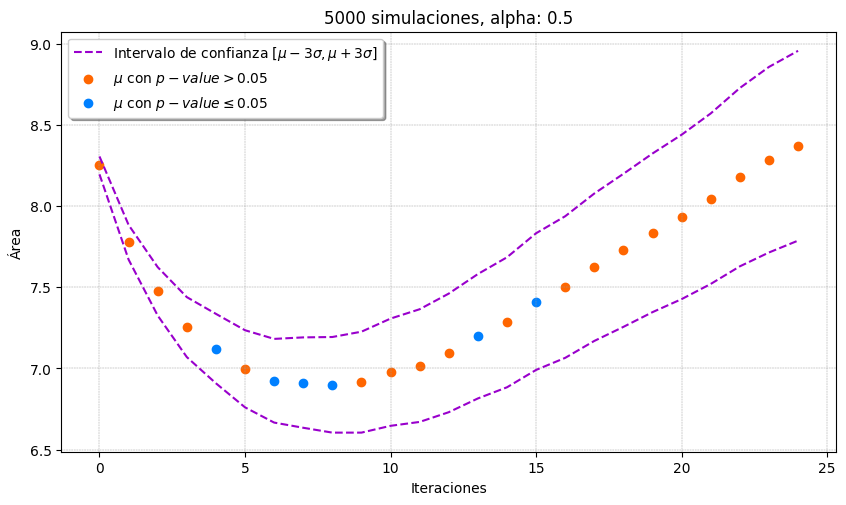 5000 simulaciones, alpha: 0.5
Intervalo de confianza [μ − 3σ, μ + 3σ]
μ con p − value > 0.05
μ con p − value ≤ 0.05
Área
9.0
8.5
8.0
7.5
7.0
6.5
0 5 10 15 20 25
Iteraciones